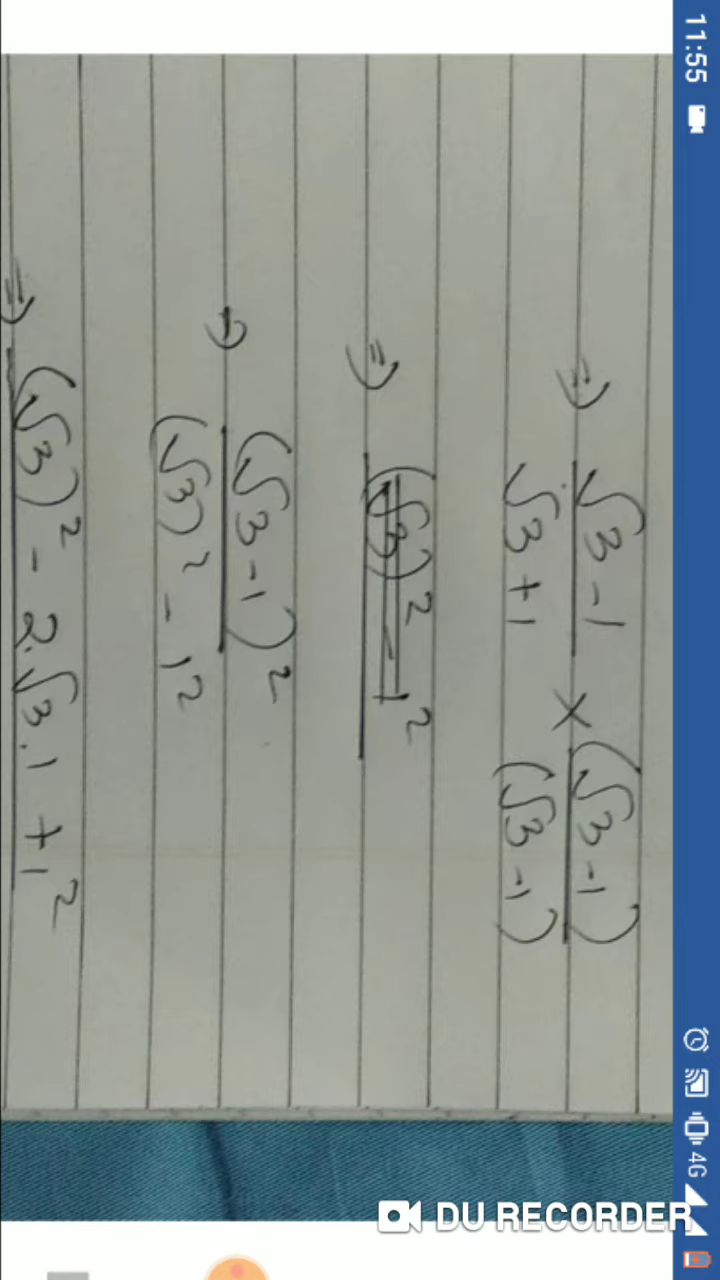 11:55 4G
⇒ √3 -1 / √3 +1 × (√3 -1) / (√3 -1)
⇒ (√3)² - 1²
⇒ (√3 -1)² / (√3)² - 1²
⇒ (√3)² - 2.√3.1 + 1²
DU RECORDER